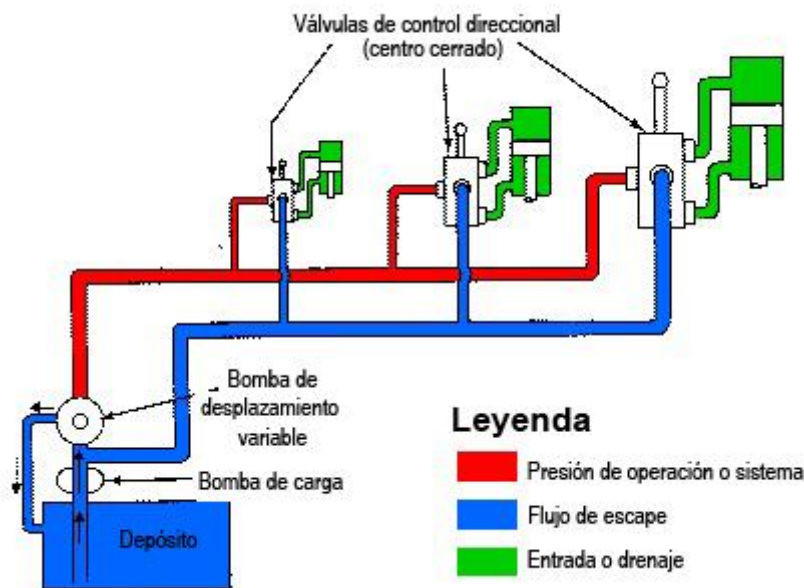 Válvulas de control direccional
(centro cerrado)
Bomba de
desplazamiento
variable
Bomba de carga
Depósito
Leyenda
Presión de operación o sistema
Flujo de escape
Entrada o drenaje